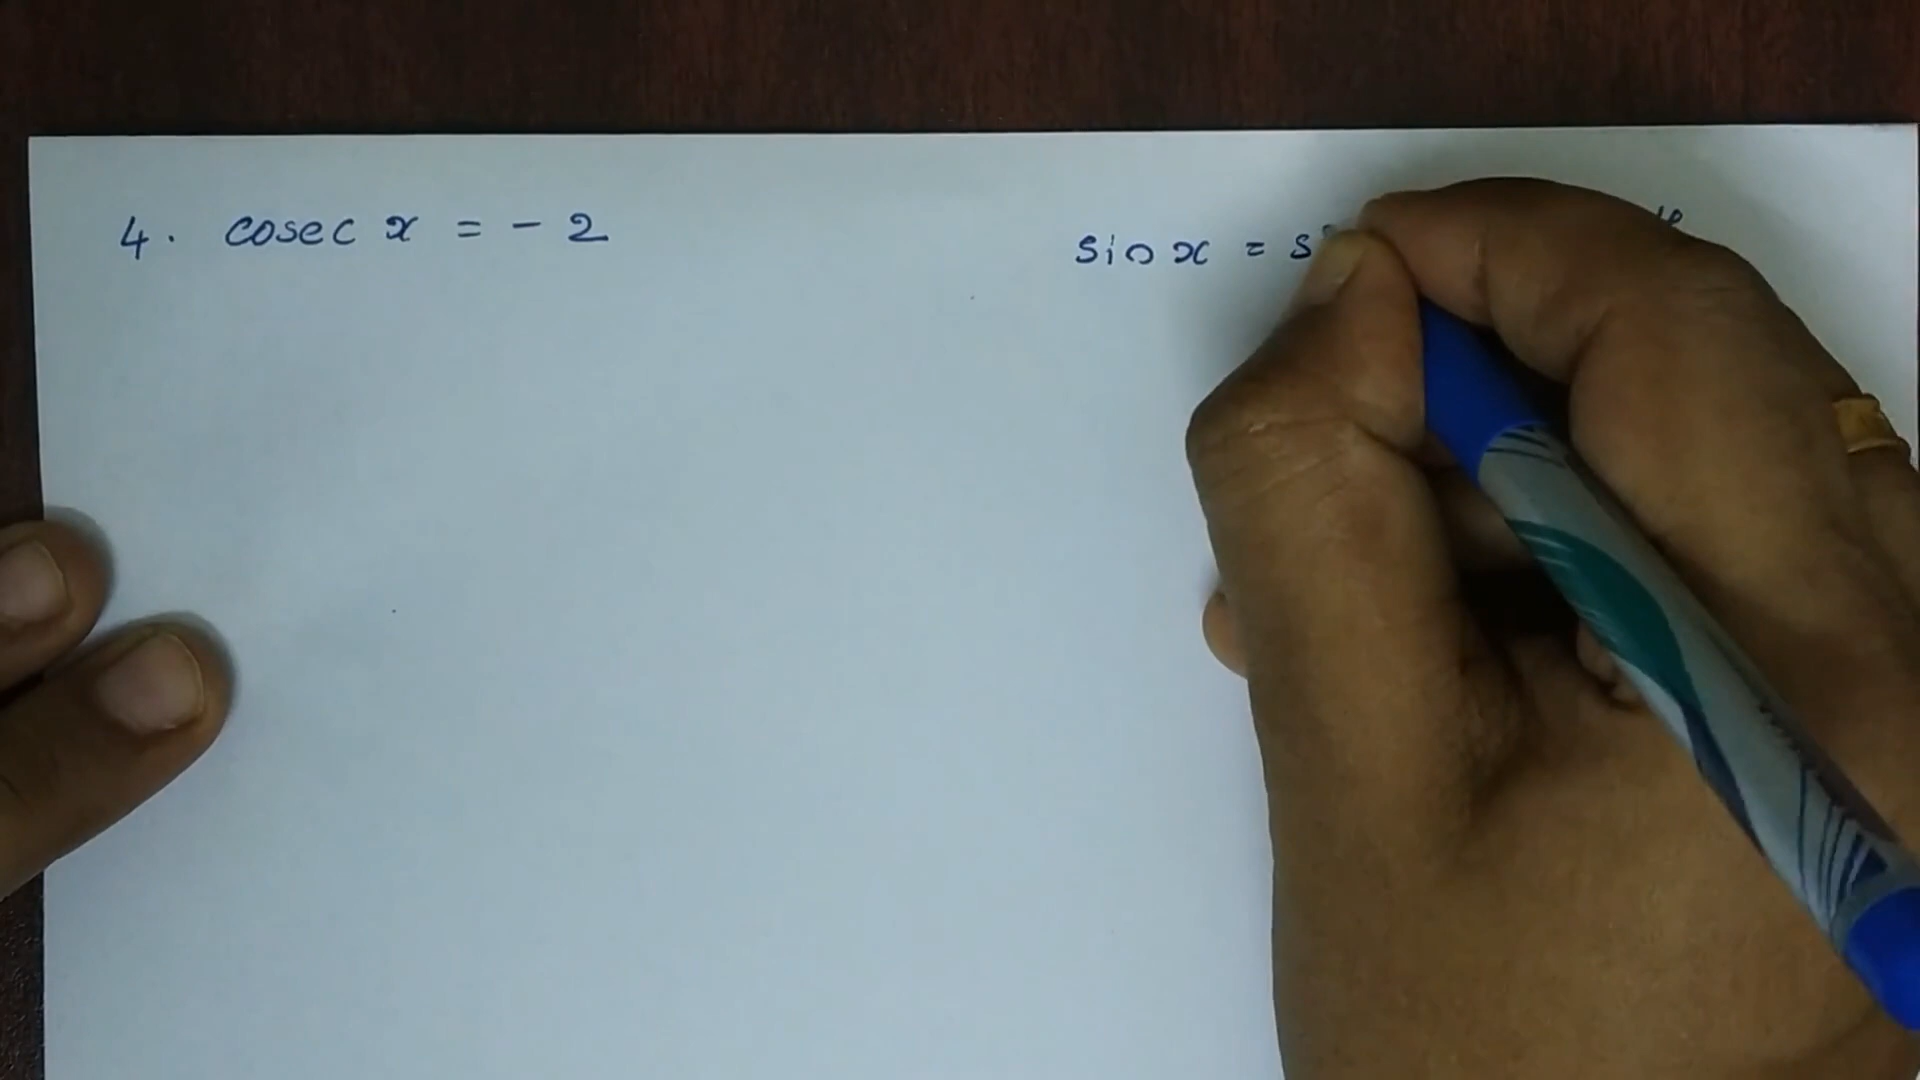 4. cosec x = - 2
sin x = s